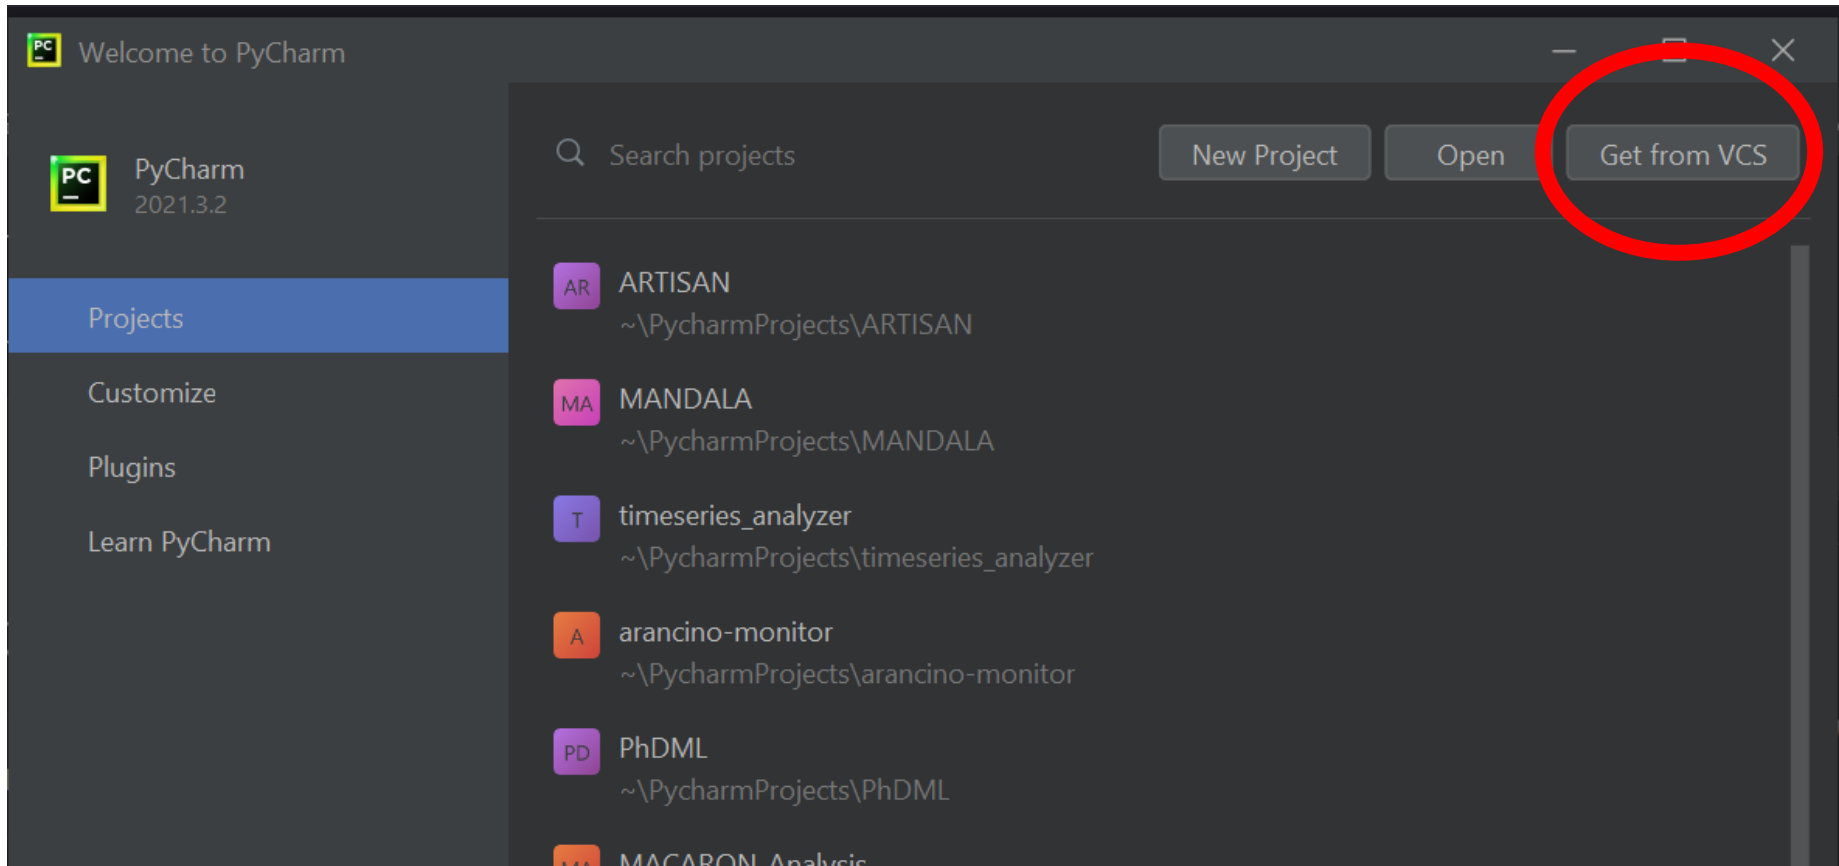 PC Welcome to PyCharm
PC PyCharm
2021.3.2
Projects
Customize
Plugins
Learn PyCharm
Search projects
New Project
Open
Get from VCS
AR ARTISAN
~\PycharmProjects\ARTISAN
MA MANDALA
~\PycharmProjects\MANDALA
T timeseries_analyzer
~\PycharmProjects\timeseries_analyzer
A arancino-monitor
~\PycharmProjects\arancino-monitor
PD PhDML
~\PycharmProjects\PhDML
MA MACARON_Analysis